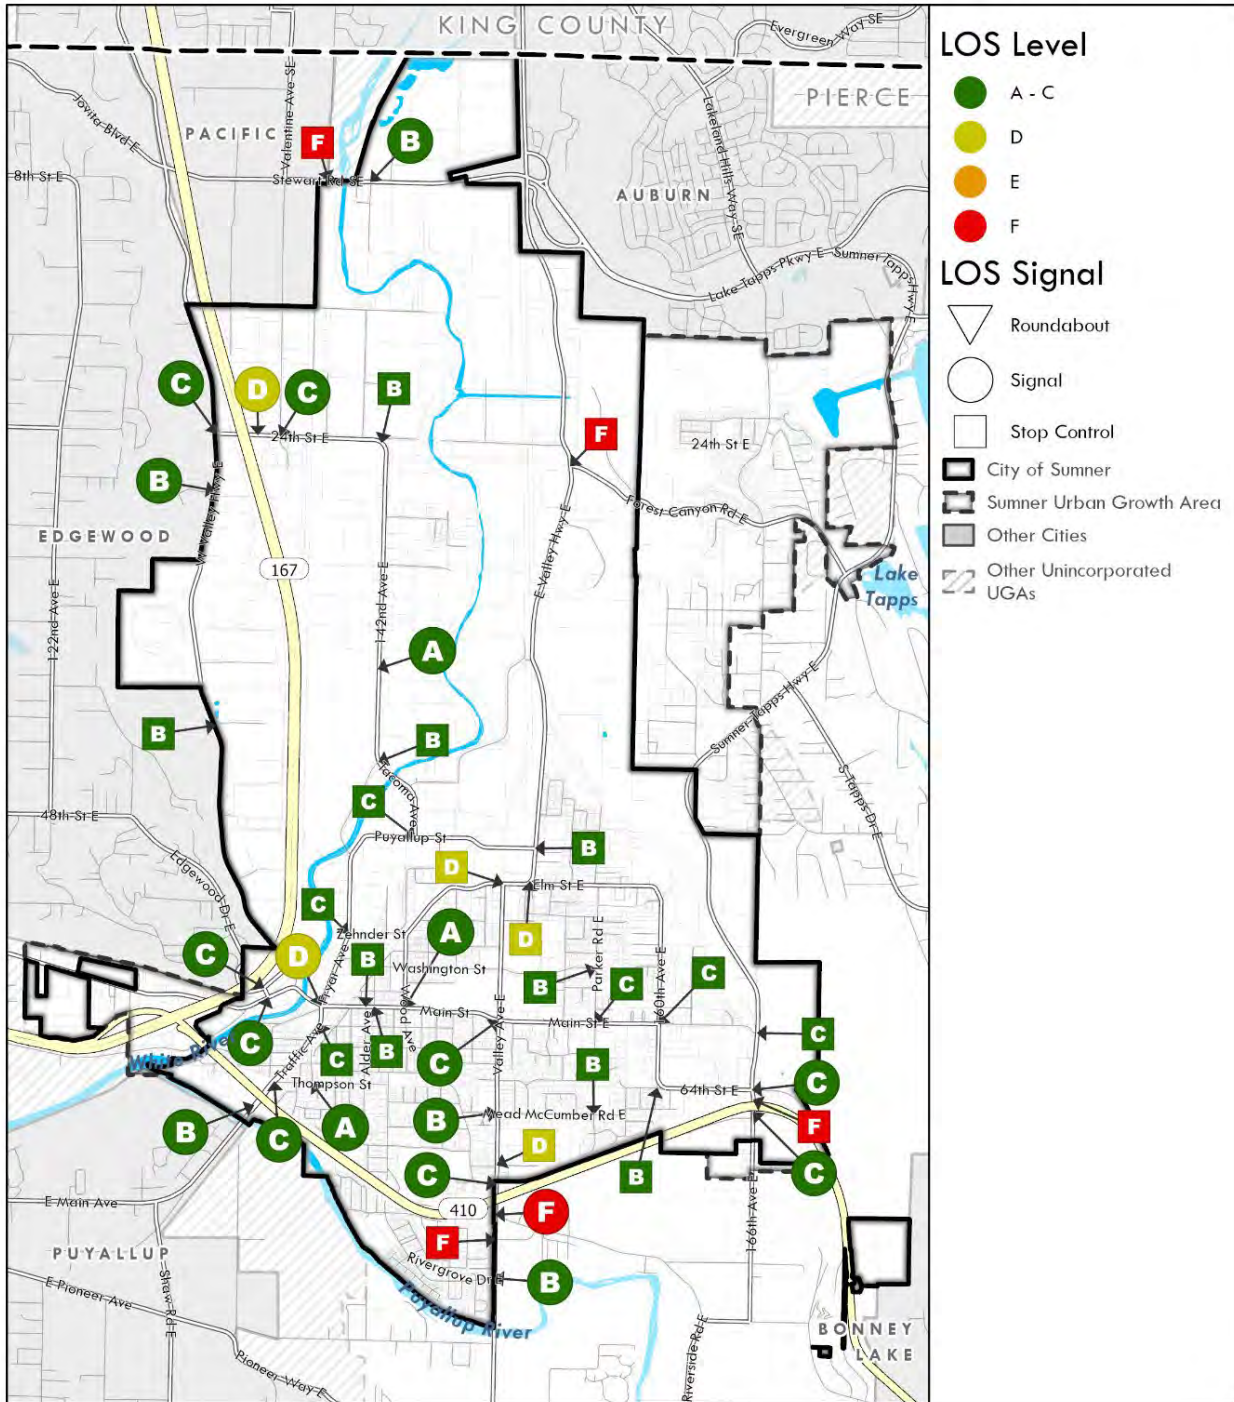 KING COUNTY
Evergreen Way SE
PIERCE
Jovita Blvd E
PACIFIC
Valentine Ave SE
F
B
Lakeland Hills Way SE
8th St E
Stewart Rd SE
AUBURN
Lake Tapps Pkwy E
Sumner Tapps Hwy E
C
D
C
B
24th St E
F
24th St E
B
W Valley Hwy E
Forest Canyon Rd E
EDGEWOOD
167
E Valley Hwy E
Lake
Tapps
122nd Ave E
142nd Ave E
A
B
B
Sumner-Tapps Hwy E
Tacoma Ave
S Tapps Dr E
C
48th St E
Puyallup St
B
Edgewood Dr E
D
Elm St E
C
Zehnder St
A
D
Parker Rd E
160th Ave E
C
D
B
Washington St
B
C
C
Fryar Ave
Wood Ave
Main St
Valley Ave E
Main St E
C
C
C
Alder Ave
B
C
B
White River
Traffic Ave
Thompson St
64th St E
C
B
C
A
B
Mead McCumber Rd E
F
D
C
B
C
E Main Ave
410
F
166th Ave E
F
PUYALLUP
Rivergrove Dr E
B
E Pioneer Ave
Shaw Rd E
Puyallup River
Riverside Rd E
BONNEY
LAKE
Pioneer Way E
LOS Level
A - C
D
E
F
LOS Signal
Roundabout
Signal
Stop Control
City of Sumner
Sumner Urban Growth Area
Other Cities
Other Unincorporated
UGAs